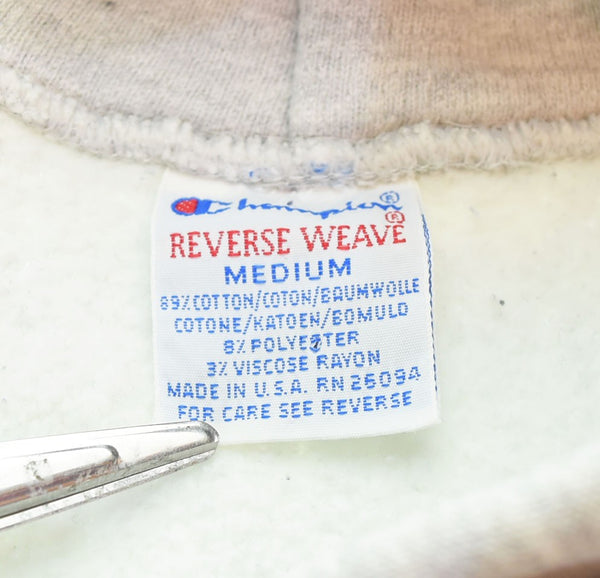 Champion®
REVERSE WEAVE®
MEDIUM
89% COTTON/COTON/BAUMWOLLE
COTONE/KATOEN/BOMULD
8% POLYESTER
3% VISCOSE RAYON
MADE IN U.S.A. RN 26094
FOR CARE SEE REVERSE